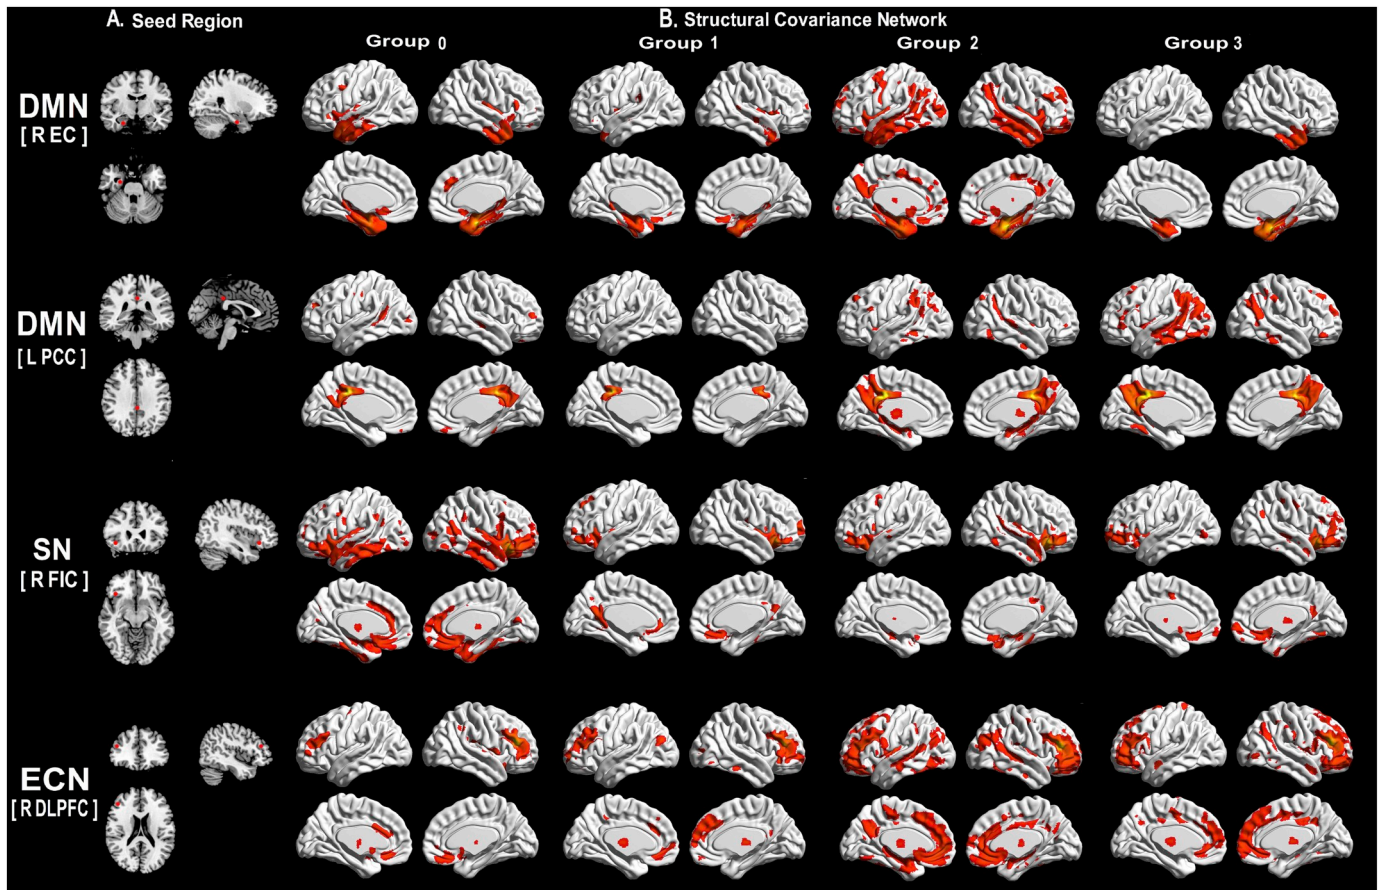 A. Seed Region
B. Structural Covariance Network
Group 0
Group 1
Group 2
Group 3
DMN
[ R EC ]
DMN
[ L PCC ]
SN
[ R FIC ]
ECN
[ R DLPFC ]